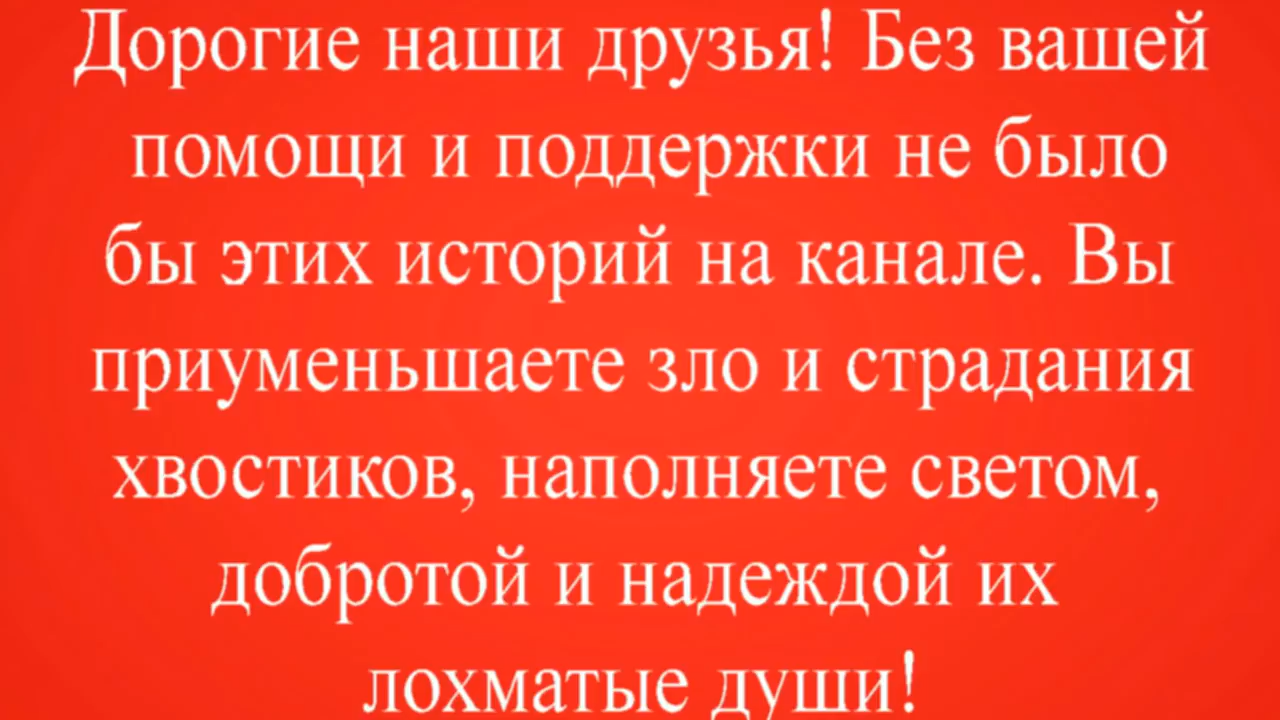 Дорогие наши друзья! Без вашей
помощи и поддержки не было
бы этих историй на канале. Вы
приуменьшаете зло и страдания
хвостиков, наполняете светом,
добротой и надеждой их
лохматые души!